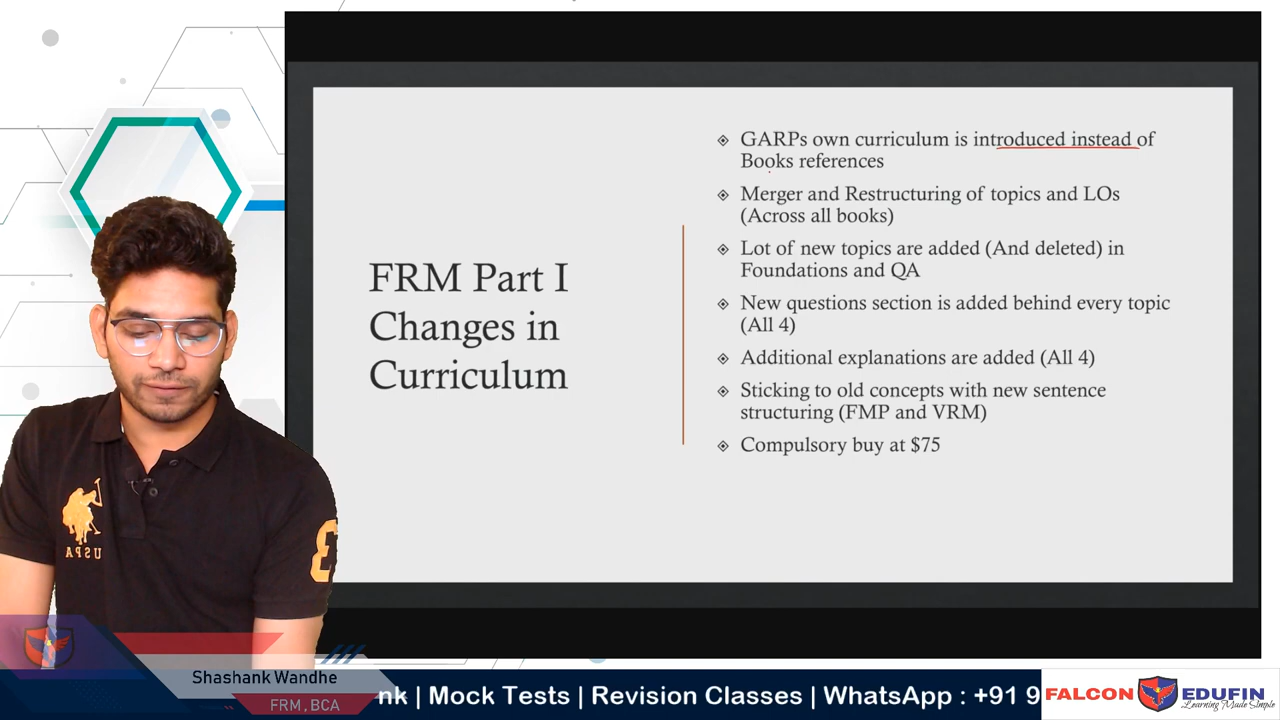 FRM Part I
Changes in
Curriculum
GARPs own curriculum is introduced instead of
Books references
Merger and Restructuring of topics and LOs
(Across all books)
Lot of new topics are added (And deleted) in
Foundations and QA
New questions section is added behind every topic
(All 4)
Additional explanations are added (All 4)
Sticking to old concepts with new sentence
structuring (FMP and VRM)
Compulsory buy at $75
USPA
3
Shashank Wandhe
FRM, BCA
nk | Mock Tests | Revision Classes | WhatsApp : +91 9
FALCON EDUFIN
Learning Made Simple